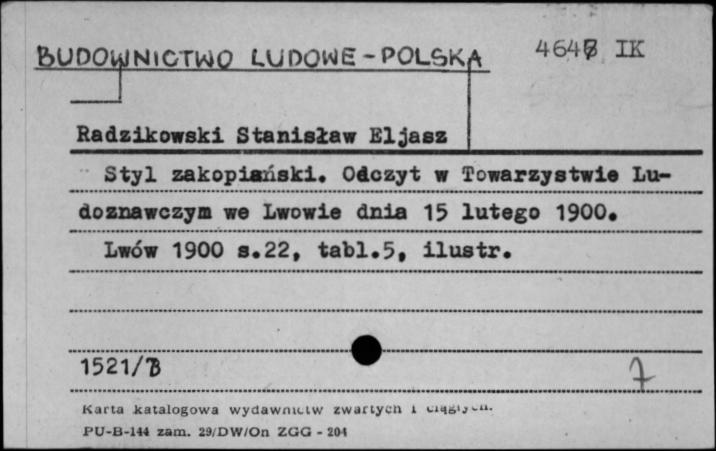 BUDOWNICTWO LUDOWE - POLSKA 4648 IK
Radzikowski Stanisław Eljasz
Styl zakopiański. Odczyt w Towarzystwie Lu-
doznawczym we Lwowie dnia 15 lutego 1900.
Lwów 1900 s.22, tabl.5, ilustr.
1521/B 7
Karta katalogowa wydawnictw zwartych i ciągłych.
PU-B-144 zam. 29/DW/On ZGG - 204